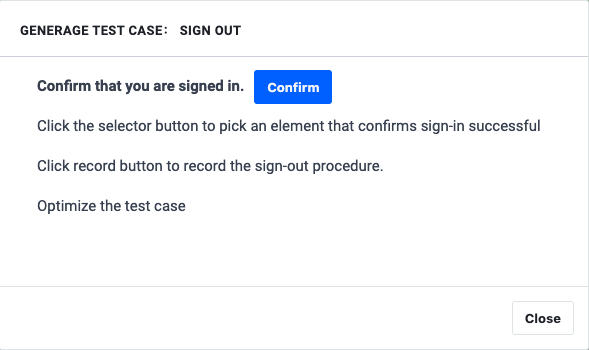 GENERAGE TEST CASE: SIGN OUT
Confirm that you are signed in. Confirm
Click the selector button to pick an element that confirms sign-in successful
Click record button to record the sign-out procedure.
Optimize the test case
Close